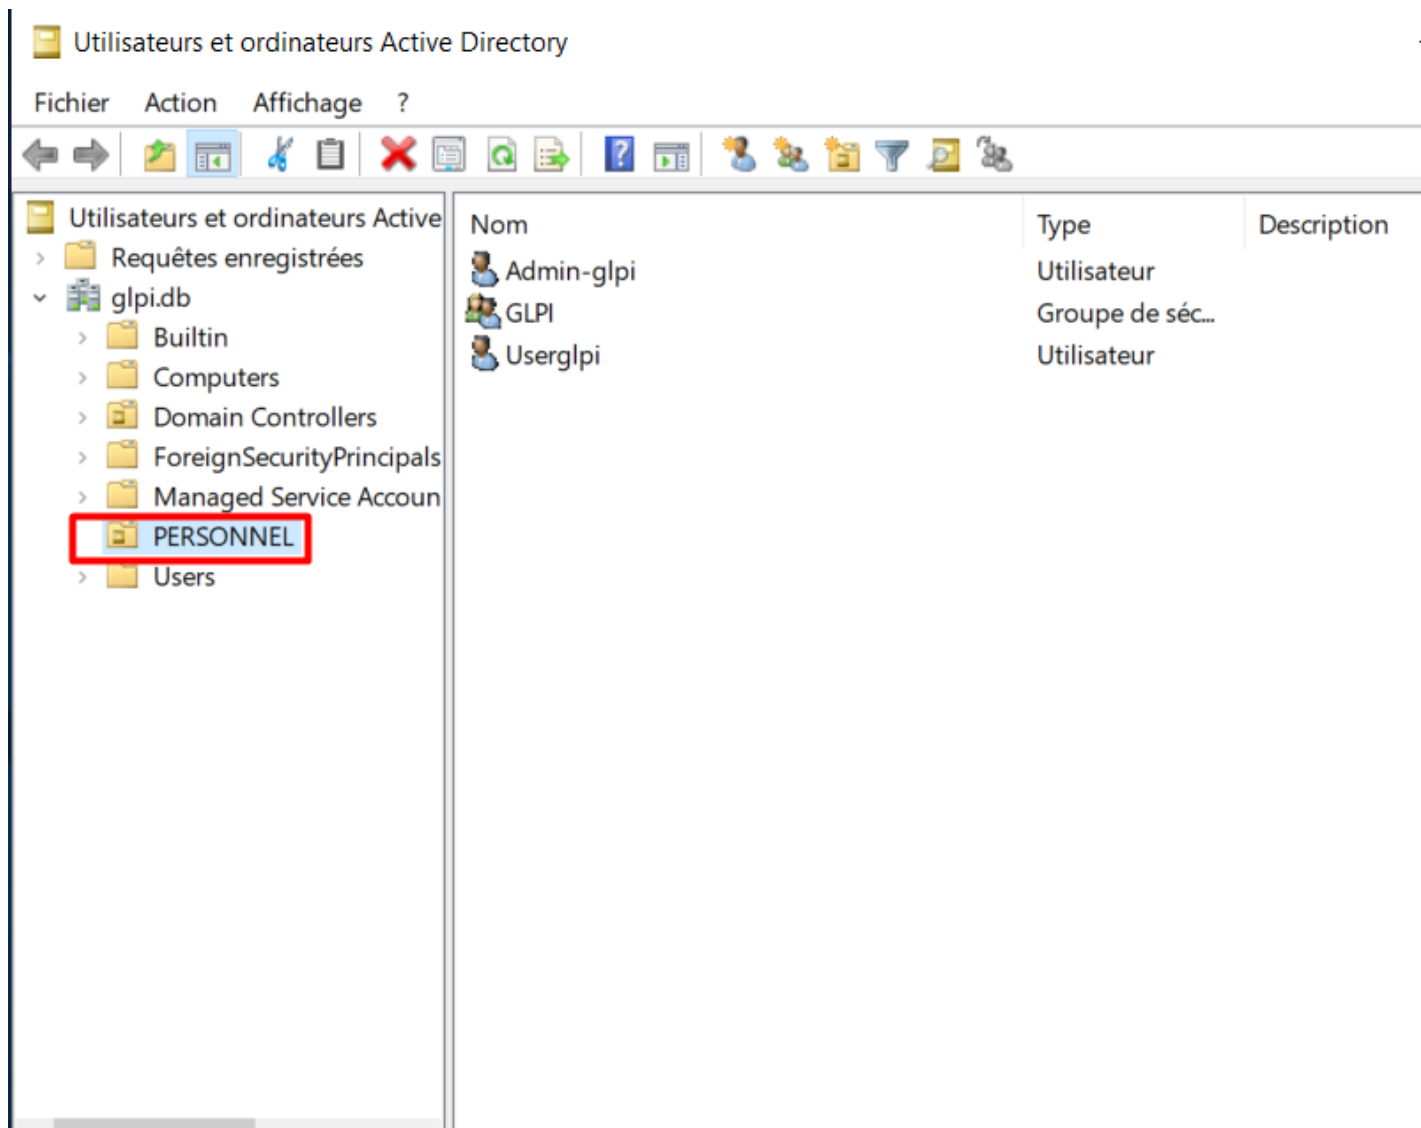 Utilisateurs et ordinateurs Active Directory
Fichier Action Affichage ?
Utilisateurs et ordinateurs Active
Requêtes enregistrées
glpi.db
Builtin
Computers
Domain Controllers
ForeignSecurityPrincipals
Managed Service Accoun
PERSONNEL
Users
Nom Type Description
Admin-glpi Utilisateur
GLPI Groupe de séc...
Userglpi Utilisateur